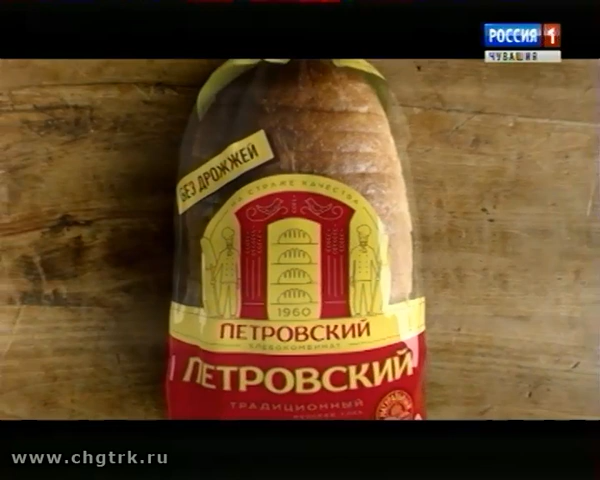 РОССИЯ 1
ЧУВАШИЯ
БЕЗ ДРОЖЖЕЙ
НА СТРАЖЕ КАЧЕСТВА
1960
ПЕТРОВСКИЙ
ХЛЕБОКОМБИНАТ
ПЕТРОВСКИЙ
ТРАДИЦИОННЫЙ
www.chgtrk.ru